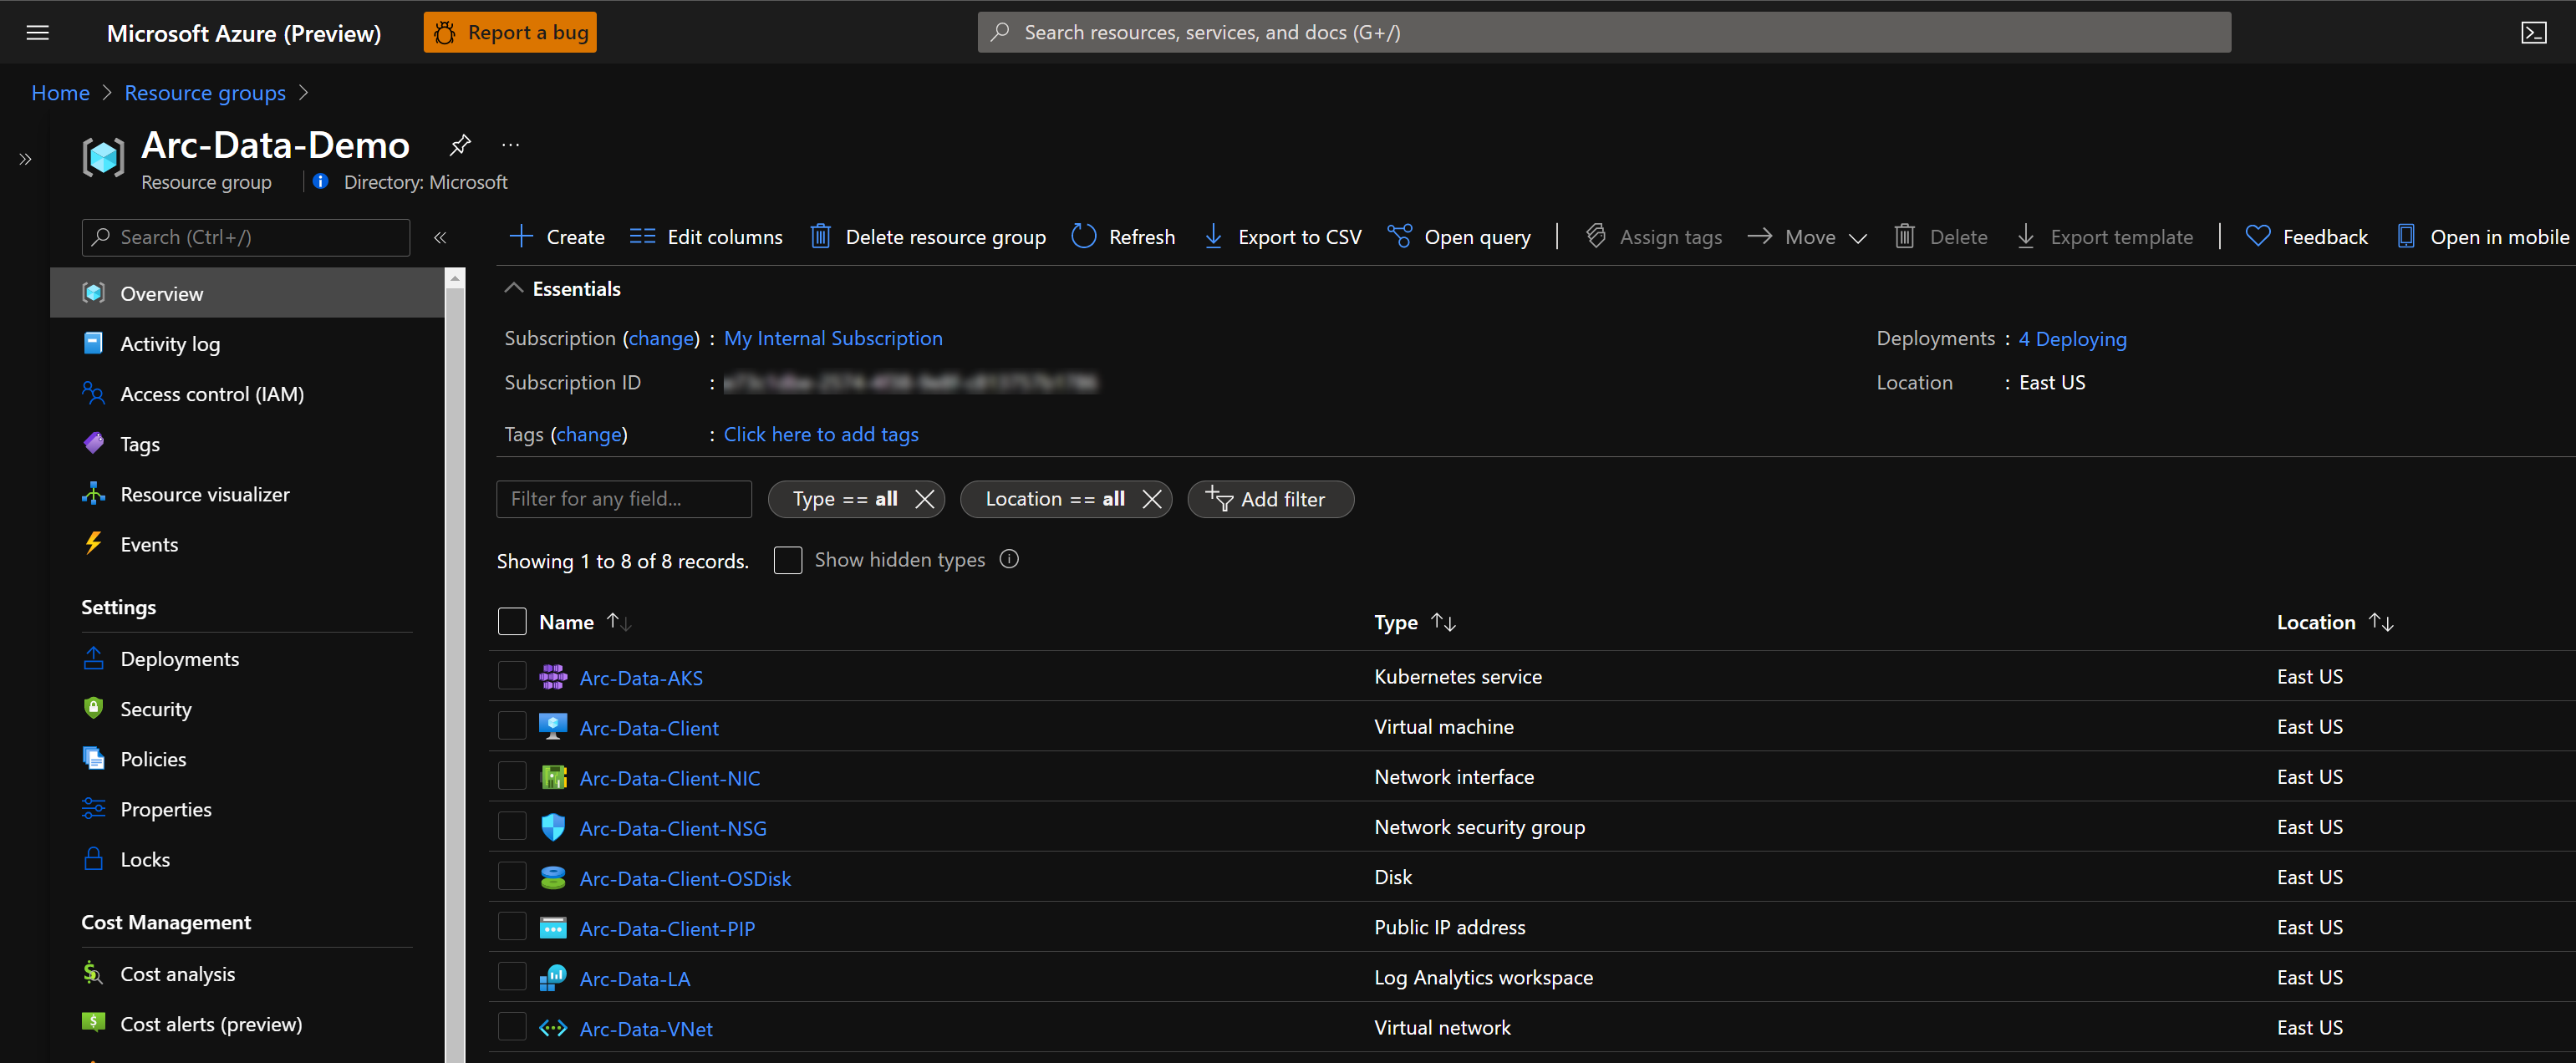 Microsoft Azure (Preview) Report a bug Search resources, services, and docs (G+/)
Home > Resource groups >
Arc-Data-Demo ...
Resource group Directory: Microsoft
Search (Ctrl+/)
Overview
Activity log
Access control (IAM)
Tags
Resource visualizer
Events
Settings
Deployments
Security
Policies
Properties
Locks
Cost Management
Cost analysis
Cost alerts (preview)
Create Edit columns Delete resource group Refresh Export to CSV Open query Assign tags Move Delete Export template Feedback Open in mobile
Essentials
Subscription (change) : My Internal Subscription
Subscription ID :
Tags (change) : Click here to add tags
Deployments : 4 Deploying
Location : East US
Filter for any field... Type == all Location == all Add filter
Showing 1 to 8 of 8 records. Show hidden types
Name Type Location
Arc-Data-AKS Kubernetes service East US
Arc-Data-Client Virtual machine East US
Arc-Data-Client-NIC Network interface East US
Arc-Data-Client-NSG Network security group East US
Arc-Data-Client-OSDisk Disk East US
Arc-Data-Client-PIP Public IP address East US
Arc-Data-LA Log Analytics workspace East US
Arc-Data-VNet Virtual network East US